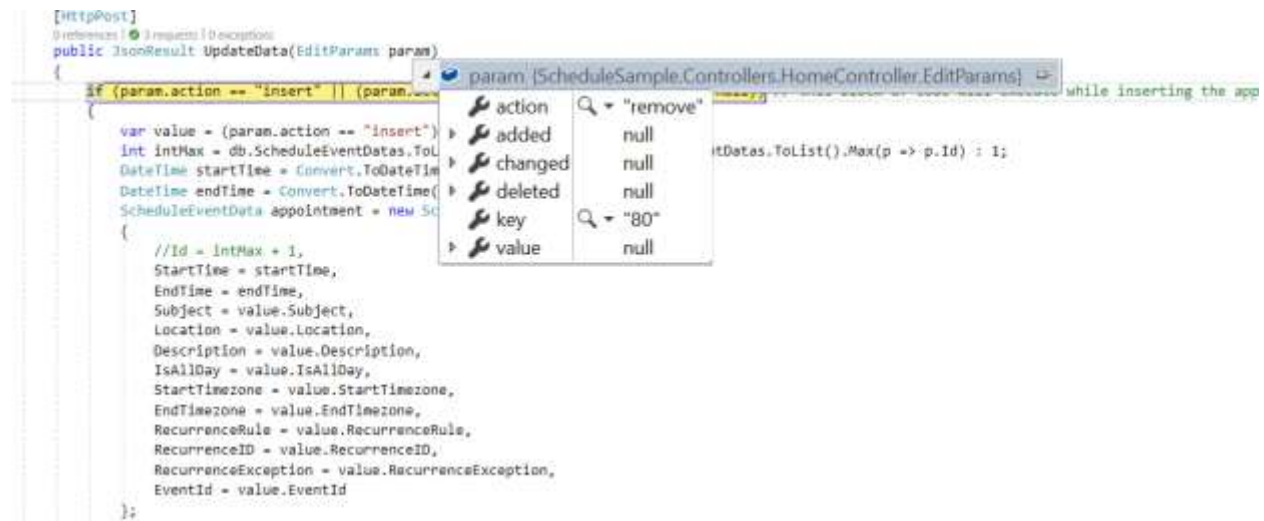 [HttpPost]
0 references | 3 requests | 0 exceptions
public JsonResult UpdateData(EditParams param)
{
param {ScheduleSample.Controllers.HomeController.EditParams}
if (param.action == "insert" || (param. while inserting the app
action "remove"
{
var value = (param.action == "insert")
added null
int intMax = db.ScheduleEventDatas.ToL ntDatas.ToList().Max(p => p.Id) : 1;
changed null
DateTime startTime = Convert.ToDateTim
DateTime endTime = Convert.ToDateTime(
deleted null
ScheduleEventData appointment = new Sc
key "80"
{
value null
//Id = intMax + 1,
StartTime = startTime,
EndTime = endTime,
Subject = value.Subject,
Location = value.Location,
Description = value.Description,
IsAllDay = value.IsAllDay,
StartTimezone = value.StartTimezone,
EndTimezone = value.EndTimezone,
RecurrenceRule = value.RecurrenceRule,
RecurrenceID = value.RecurrenceID,
RecurrenceException = value.RecurrenceException,
EventId = value.EventId
};